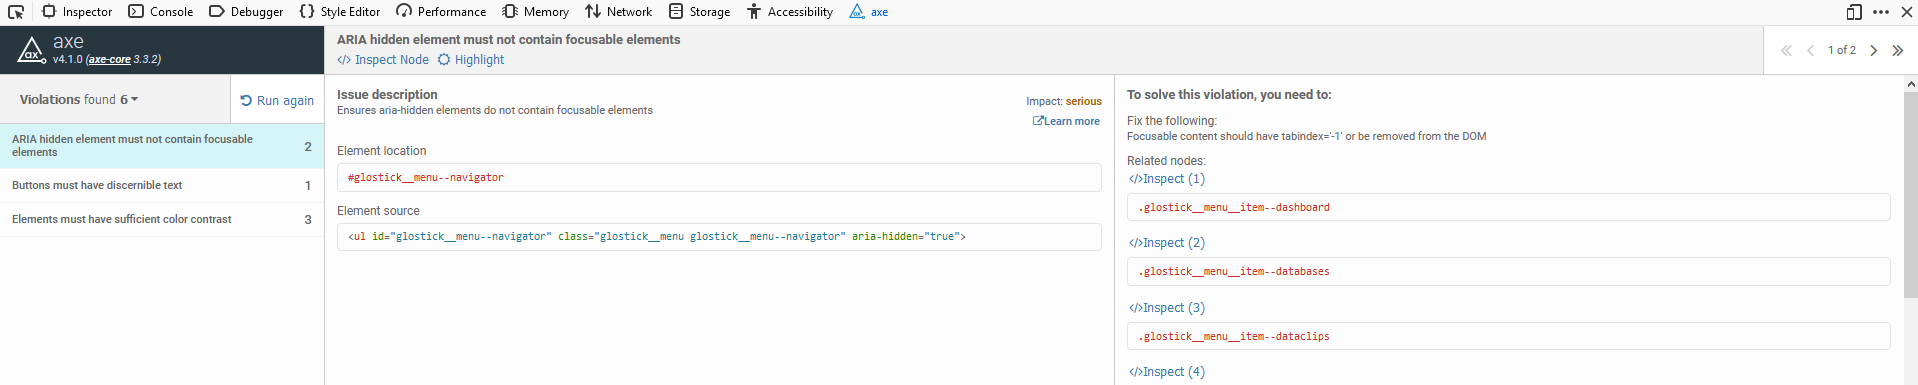 Inspector Console Debugger Style Editor Performance Memory Network Storage Accessibility axe
axe
v4.1.0 (axe-core 3.3.2)
ARIA hidden element must not contain focusable elements
</> Inspect Node Highlight
1 of 2
Violations found 6
Run again
ARIA hidden element must not contain focusable
elements
2
Buttons must have discernible text 1
Elements must have sufficient color contrast 3
Issue description
Ensures aria-hidden elements do not contain focusable elements
Impact: serious
Learn more
Element location
#glostick__menu--navigator
Element source
<ul id="glostick__menu--navigator" class="glostick__menu glostick__menu--navigator" aria-hidden="true">
To solve this violation, you need to:
Fix the following:
Focusable content should have tabindex='-1' or be removed from the DOM
Related nodes:
</>Inspect (1)
.glostick__menu__item--dashboard
</>Inspect (2)
.glostick__menu__item--databases
</>Inspect (3)
.glostick__menu__item--dataclips
</>Inspect (4)